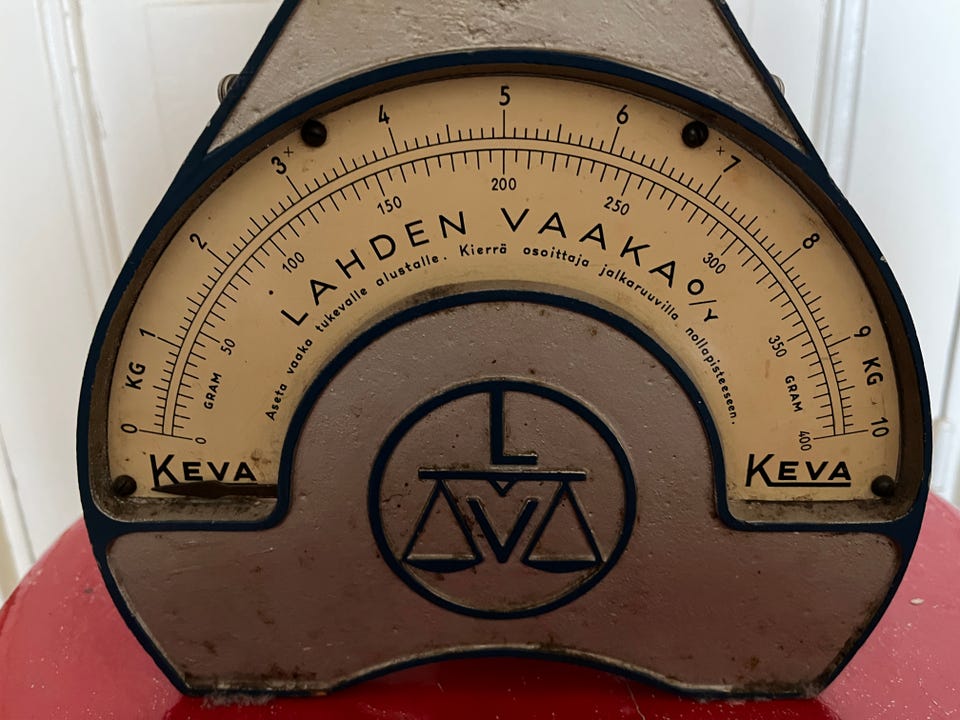 0 1 2 3 4 5 6 7 8 9 10
KG KG
0 50 100 150 200 250 300 350 400
GRAM GRAM
LAHDEN VAAKA O/Y
Aseta vaaka tukevalle alustalle. Kierrä osoittaja jalkaruuvilla nollapisteeseen.
KEVA KEVA
L
V